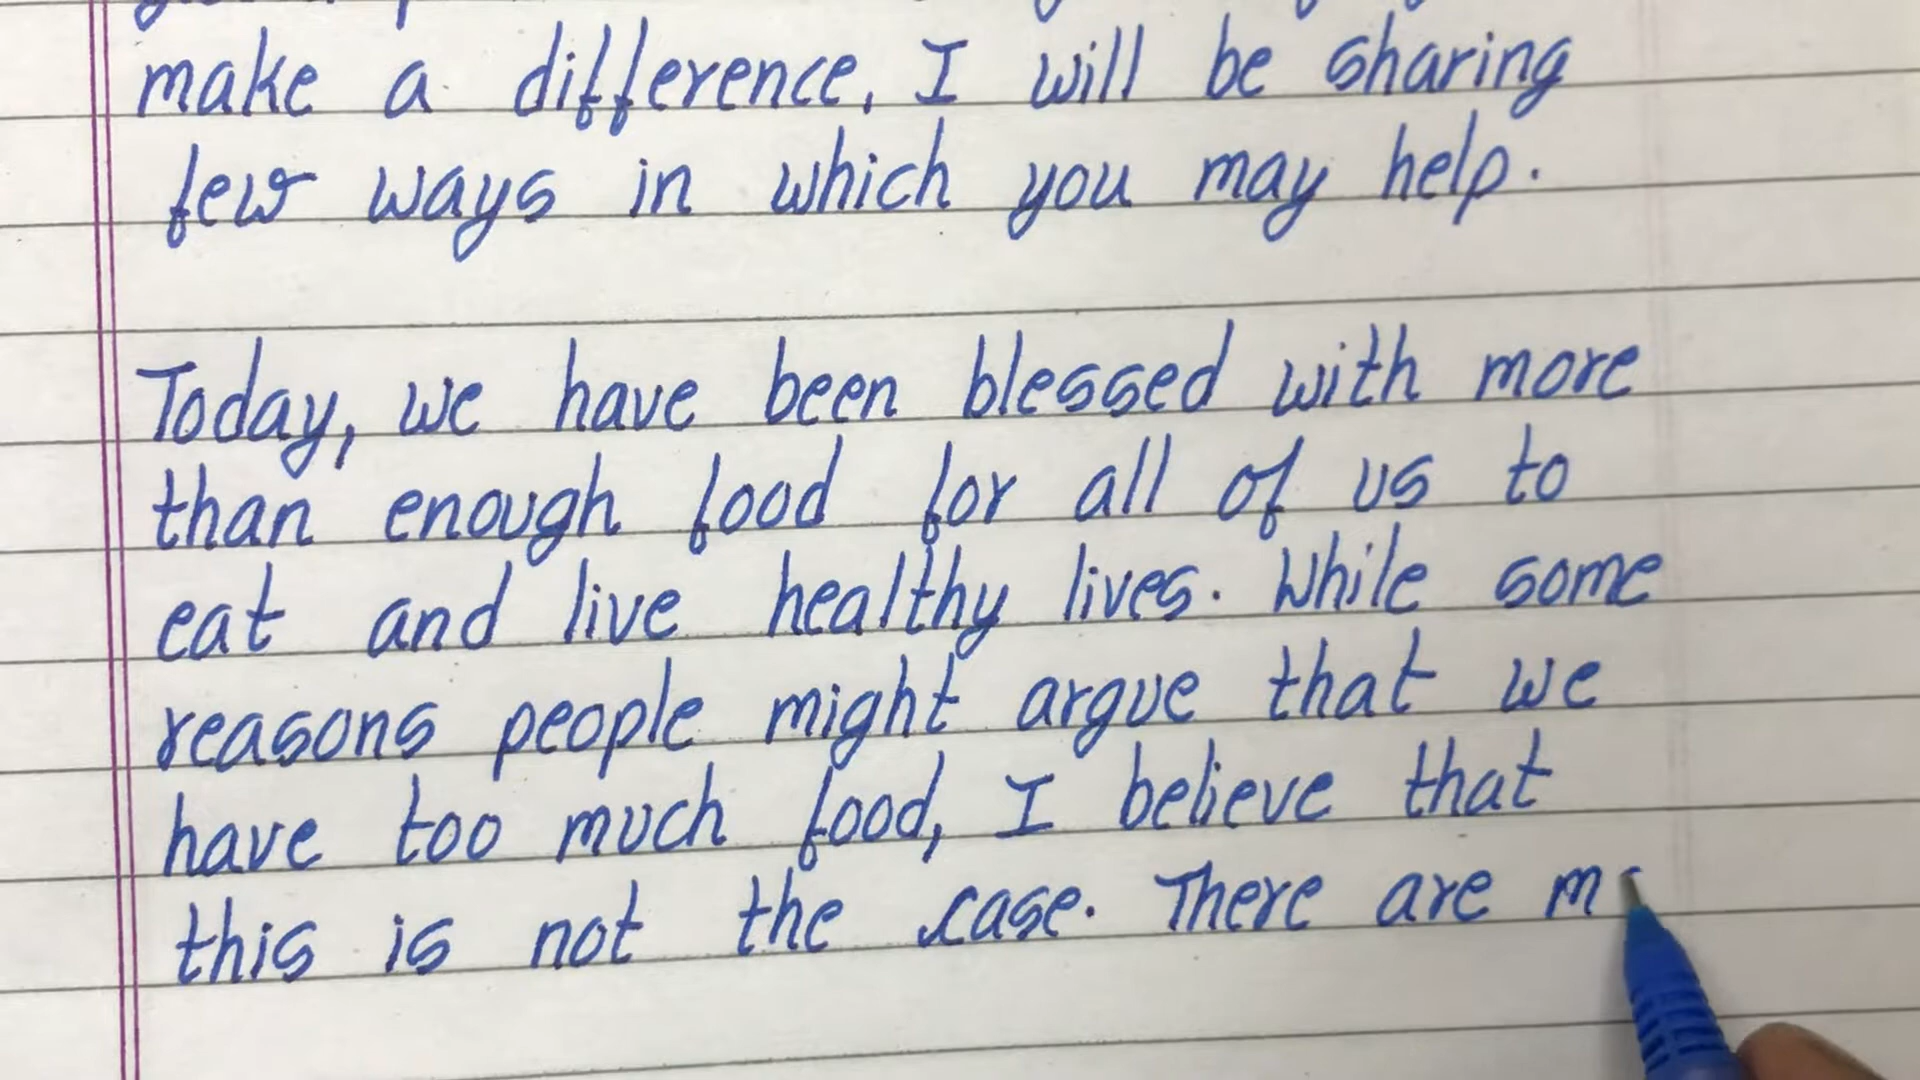 make a difference, I will be sharing
few ways in which you may help.
Today, we have been blessed with more
than enough food for all of us to
eat and live healthy lives. While some
reasons people might argue that we
have too much food, I believe that
this is not the case. There are